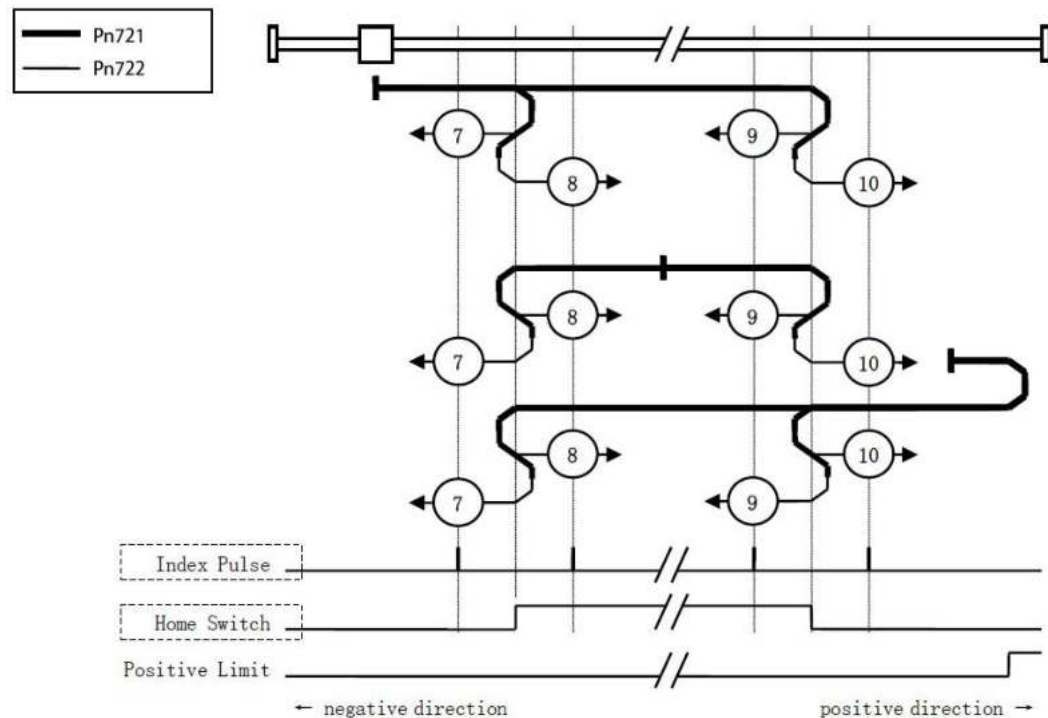 Pn721
Pn722
7
9
8
10
8
9
7
10
8
10
7
9
Index Pulse
Home Switch
Positive Limit
← negative direction
positive direction →